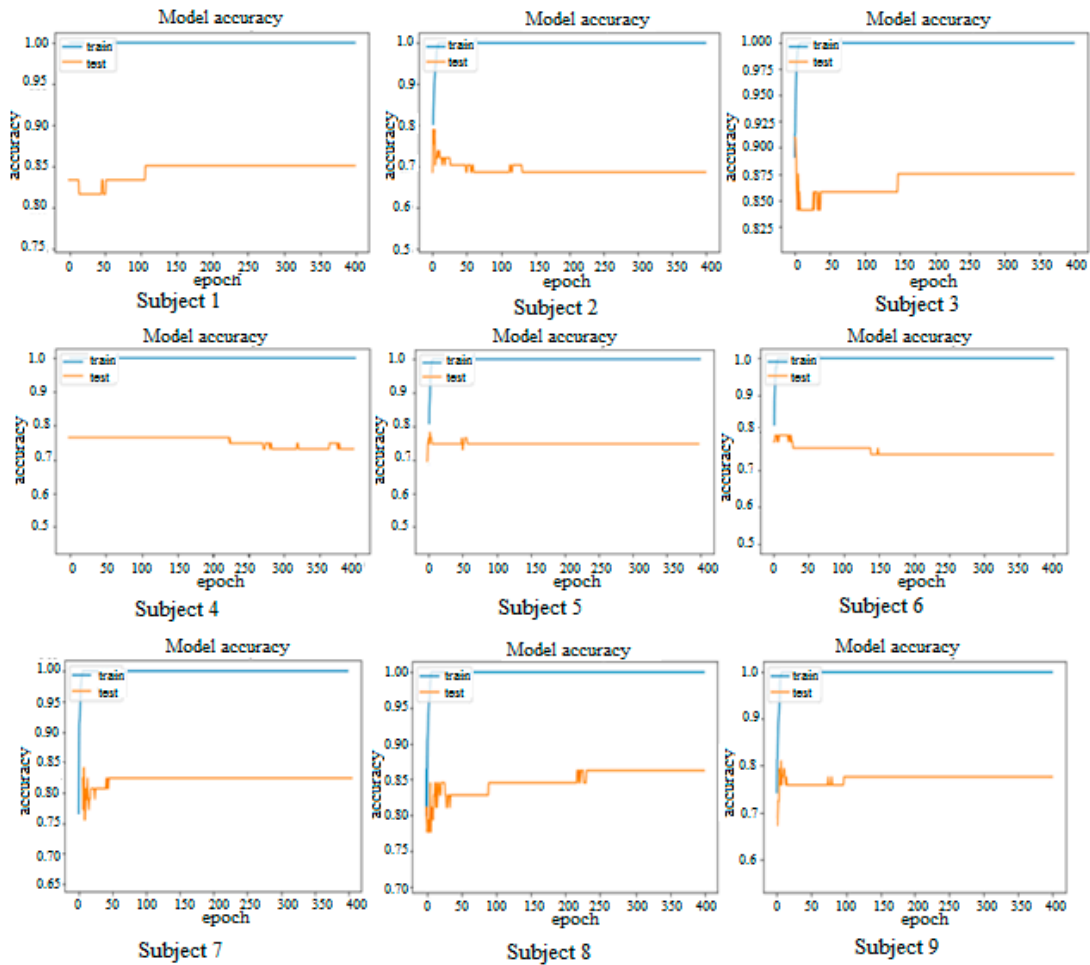 Model accuracy
1.00
train
test
0.95
0.90
0.85
0.80
0.75
accuracy
0 50 100 150 200 250 300 350 400
epoch
Subject 1
Model accuracy
1.0
train
test
0.9
0.8
0.7
0.6
0.5
accuracy
0 50 100 150 200 250 300 350 400
epoch
Subject 2
Model accuracy
1.000
train
test
0.975
0.950
0.925
0.900
0.875
0.850
0.825
accuracy
0 50 100 150 200 250 300 350 400
epoch
Subject 3
Model accuracy
1.0
train
test
0.9
0.8
0.7
0.6
0.5
accuracy
0 50 100 150 200 250 300 350 400
epoch
Subject 4
Model accuracy
1.0
train
test
0.9
0.8
0.7
0.6
0.5
accuracy
0 50 100 150 200 250 300 350 400
epoch
Subject 5
Model accuracy
1.0
train
test
0.9
0.8
0.7
0.6
0.5
accuracy
0 50 100 150 200 250 300 350 400
epoch
Subject 6
Model accuracy
1.00
train
test
0.95
0.90
0.85
0.80
0.75
0.00
0.65
accuracy
0 50 100 150 200 250 300 350 400
epoch
Subject 7
Model accuracy
1.00
train
test
0.95
0.90
0.85
0.80
0.75
0.70
accuracy
0 50 100 150 200 250 300 350 400
epoch
Subject 8
Model accuracy
1.00
train
test
0.9
0.8
0.7
0.6
accuracy
0 50 100 150 200 250 300 350 400
epoch
Subject 9